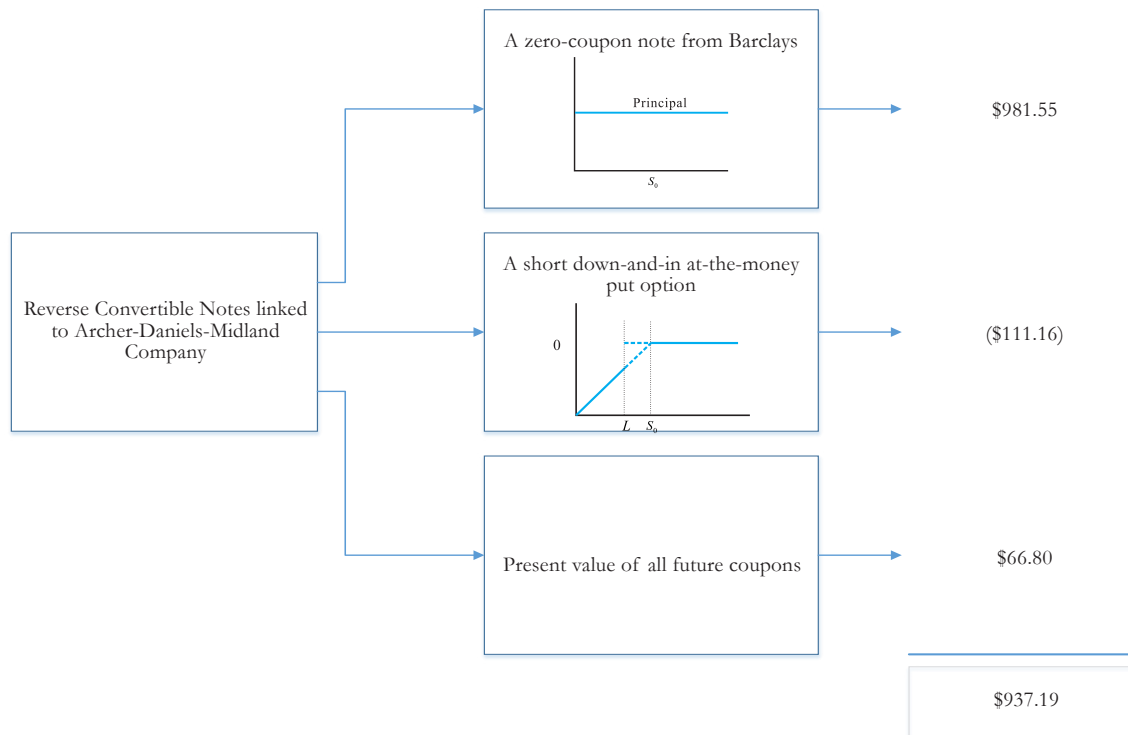 A zero-coupon note from Barclays
Principal
S₀
$981.55
Reverse Convertible Notes linked
to Archer-Daniels-Midland
Company
A short down-and-in at-the-money
put option
0
L S₀
($111.16)
Present value of all future coupons
$66.80
$937.19